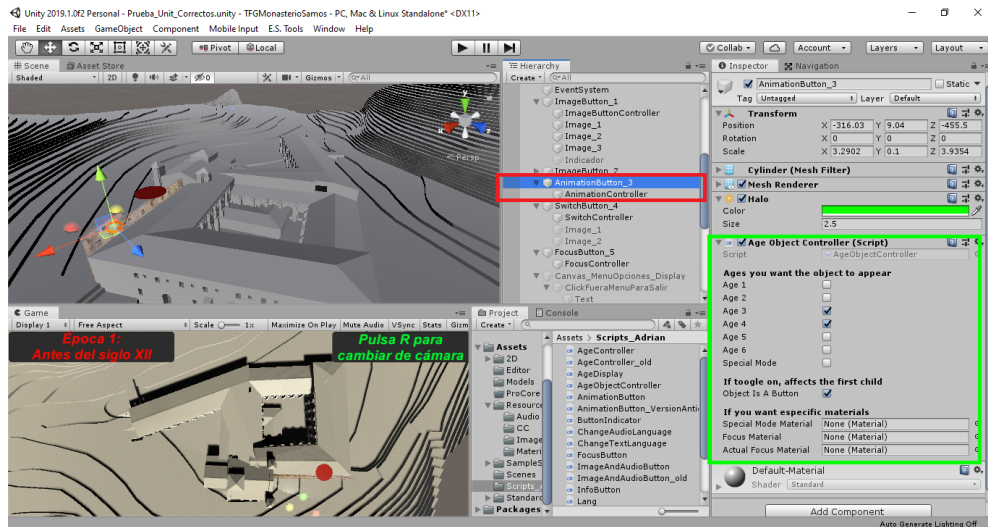 Unity 2019.1.0f2 Personal - Prueba_Unit_Correctos.unity - TFGMonasterioSamos - PC, Mac & Linux Standalone* <DX11>
File Edit Assets GameObject Component Mobile Input E.S. Tools Window Help
Pivot Local Collab Account Layers Layout
Scene Asset Store
Shaded 2D 0 Gizmos All
Persp
Hierarchy
Create All
EventSystem
ImageButton_1
ImageButtonController
Image_1
Image_2
Image_3
Indicador
ImageButton_2
AnimationButton_3
AnimationController
SwitchButton_4
SwitchController
Image_1
Image_2
FocusButton_5
FocusController
Canvas_MenuOpciones_Display
ClickFueraMenuParaSalir
Text
Game
Display 1 Free Aspect Scale 1x Maximize On Play Mute Audio VSync Stats Gizm
Época 1:
Antes del siglo XII
Pulsa R para
cambiar de cámara
Project Console
Create
Assets
2D
Editor
Models
ProCore
Resource
Audio
CC
Image
Materi
SampleS
Scenes
Scripts_A
Standard
Packages
Assets > Scripts_Adrian
AgeController
AgeController_old
AgeDisplay
AgeObjectController
AnimationButton
AnimationButton_VersionAnti
ButtonIndicator
ChangeAudioLanguage
ChangeTextLanguage
FocusButton
ImageAndAudioButton
ImageAndAudioButton_old
InfoButton
Lang
Inspector Navigation
AnimationButton_3 Static
Tag Untagged Layer Default
Transform
Position X -316.03 Y 9.04 Z -455.5
Rotation X 0 Y 0 Z 0
Scale X 3.2902 Y 0.1 Z 3.9354
Cylinder (Mesh Filter)
Mesh Renderer
Halo
Color
Size 2.5
Age Object Controller (Script)
Script AgeObjectController
Ages you want the object to appear
Age 1
Age 2
Age 3
Age 4
Age 5
Age 6
Special Mode
If toogle on, affects the first child
Object Is A Button
If you want especific materials
Special Mode Material None (Material)
Focus Material None (Material)
Actual Focus Material None (Material)
Default-Material
Shader Standard
Add Component
Auto Generate Lighting Off